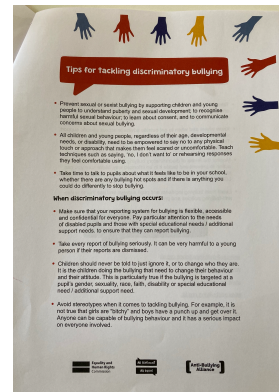 Tips for tackling discriminatory bullying
• Prevent sexual or sexist bullying by supporting children and young
people to understand puberty and sexual development; to recognise
harmful sexual behaviour; to learn about consent, and to communicate
concerns about sexual bullying.
• All children and young people, regardless of their age, developmental
needs, or disability, need to be empowered to say no to any physical
touch or approach that makes them feel scared or uncomfortable. Teach
techniques such as saying, 'no, I don't want to' or rehearsing responses
they feel comfortable using.
• Take time to talk to pupils about what it feels like to be in your school,
whether there are any bullying hot spots and if there is anything you
could do differently to stop bullying.
When discriminatory bullying occurs:
• Make sure that your reporting system for bullying is flexible, accessible
and confidential for everyone. Pay particular attention to the needs
of disabled pupils and those with special educational needs / additional
support needs, to ensure that they can report bullying.
• Take every report of bullying seriously. It can be very harmful to a young
person if their reports are dismissed.
• Children should never be told to just ignore it, or to change who they are.
It is the children doing the bullying that need to change their behaviour
and their attitude. This is particularly true if the bullying is targeted at a
pupil's gender, sexuality, race, faith, disability or special educational
need / additional support need.
• Avoid stereotypes when it comes to tackling bullying. For example, it is
not true that girls are "bitchy" and boys have a punch up and get over it.
Anyone can be capable of bullying behaviour and it has a serious impact
on everyone involved.
Equality and
Human Rights
Commission
Anti-Bullying
Alliance